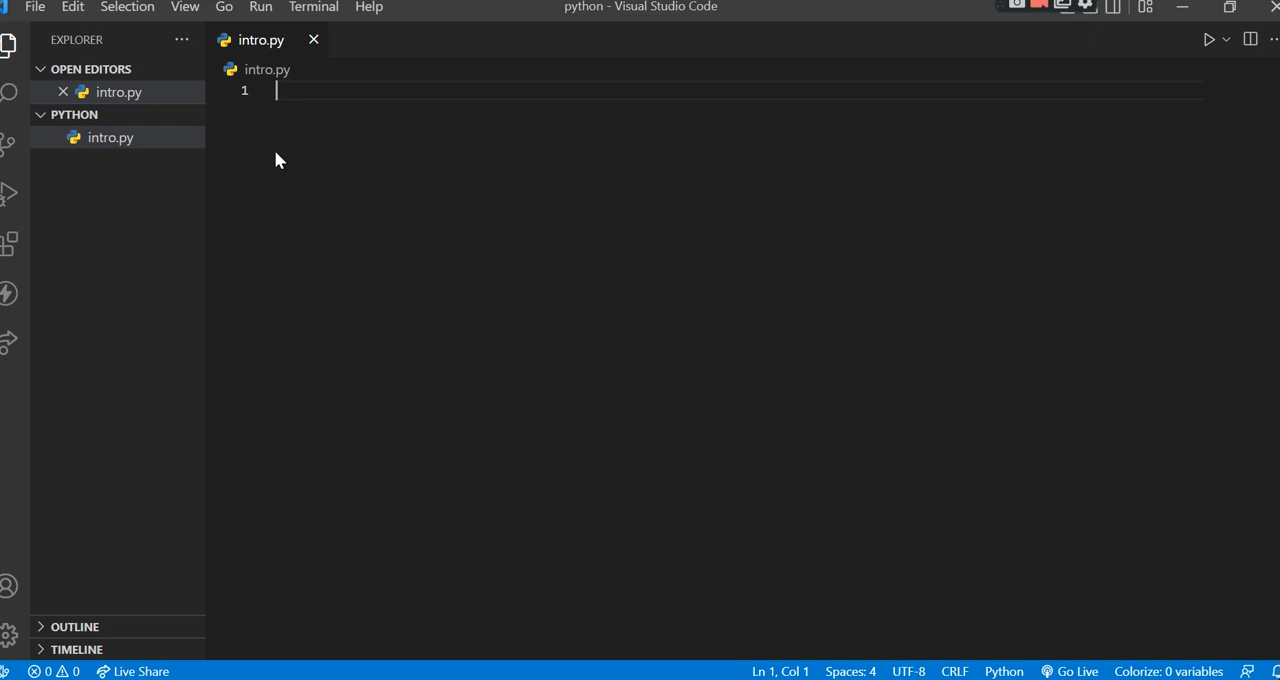 File Edit Selection View Go Run Terminal Help
python - Visual Studio Code
EXPLORER
OPEN EDITORS
intro.py
PYTHON
intro.py
OUTLINE
TIMELINE
intro.py
intro.py
1
0 0 Live Share
Ln 1, Col 1 Spaces: 4 UTF-8 CRLF Python Go Live Colorize: 0 variables